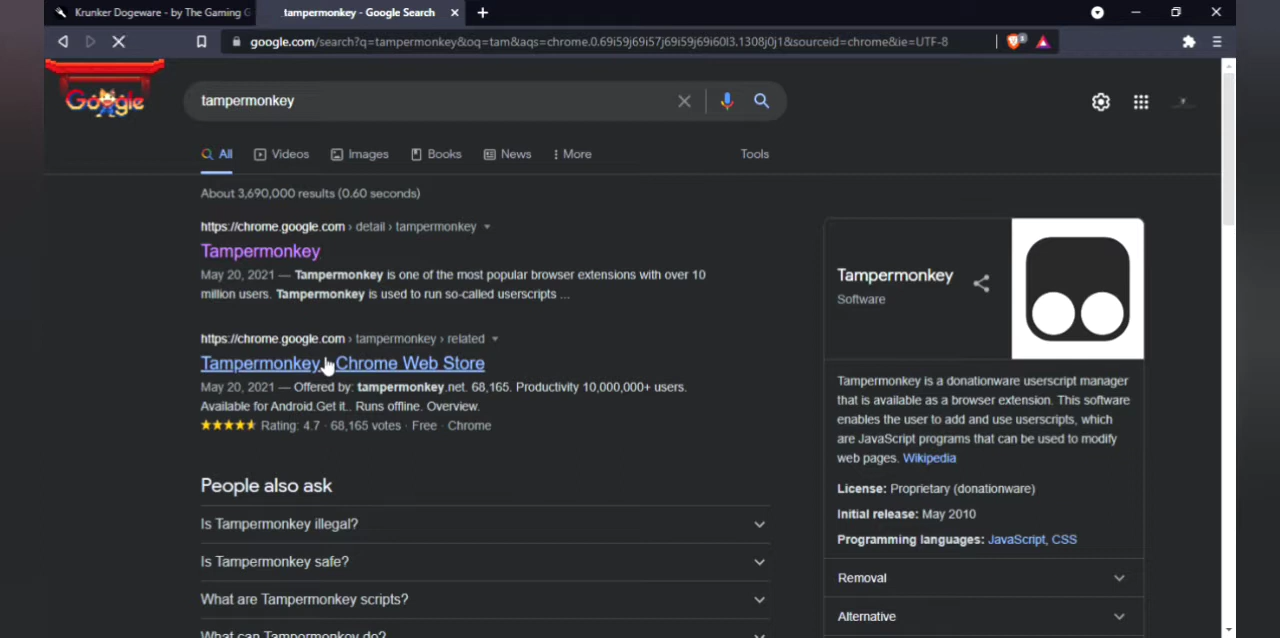 Krunker Dogeware - by The Gaming G
tampermonkey - Google Search
google.com/search?q=tampermonkey&oq=tam&aqs=chrome.0.69i59j69i57j69i59j69i60l3.1308j0j1&sourceid=chrome&ie=UTF-8
Google
tampermonkey
All
Videos
Images
Books
News
More
Tools
About 3,690,000 results (0.60 seconds)
https://chrome.google.com › detail › tampermonkey
Tampermonkey
May 20, 2021 — Tampermonkey is one of the most popular browser extensions with over 10
million users. Tampermonkey is used to run so-called userscripts ...
https://chrome.google.com › tampermonkey › related
Tampermonkey - Chrome Web Store
May 20, 2021 — Offered by: tampermonkey.net. 68,165. Productivity 10,000,000+ users.
Available for Android.Get it.. Runs offline. Overview.
Rating: 4.7 · 68,165 votes · Free · Chrome
People also ask
Is Tampermonkey illegal?
Is Tampermonkey safe?
What are Tampermonkey scripts?
What can Tampermonkey do?
Tampermonkey
Software
Tampermonkey is a donationware userscript manager
that is available as a browser extension. This software
enables the user to add and use userscripts, which
are JavaScript programs that can be used to modify
web pages. Wikipedia
License: Proprietary (donationware)
Initial release: May 2010
Programming languages: JavaScript, CSS
Removal
Alternative